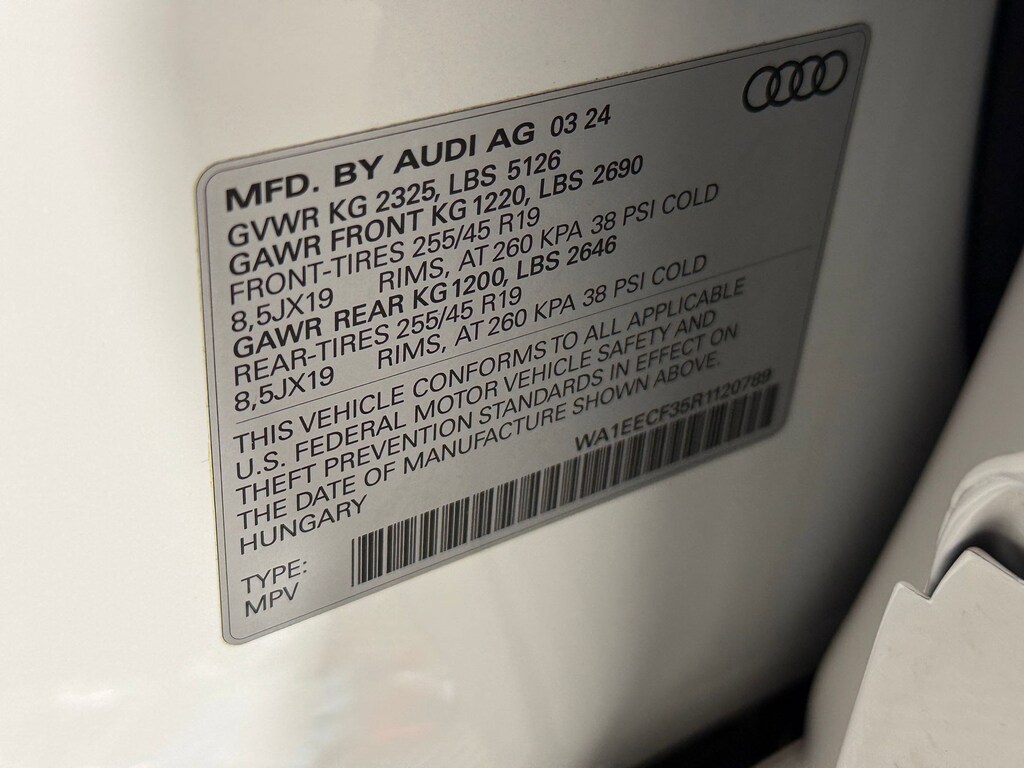 MFD. BY AUDI AG 03 24
GVWR KG 2325, LBS 5126
GAWR FRONT KG 1220, LBS 2690
FRONT-TIRES 255/45 R19
8,5JX19 RIMS, AT 260 KPA 38 PSI COLD
GAWR REAR KG 1200, LBS 2646
REAR-TIRES 255/45 R19
8,5JX19 RIMS, AT 260 KPA 38 PSI COLD
THIS VEHICLE CONFORMS TO ALL APPLICABLE
U.S. FEDERAL MOTOR VEHICLE SAFETY AND
THEFT PREVENTION STANDARDS IN EFFECT ON
THE DATE OF MANUFACTURE SHOWN ABOVE.
HUNGARY
WA1EECF35R1120789
TYPE:
MPV